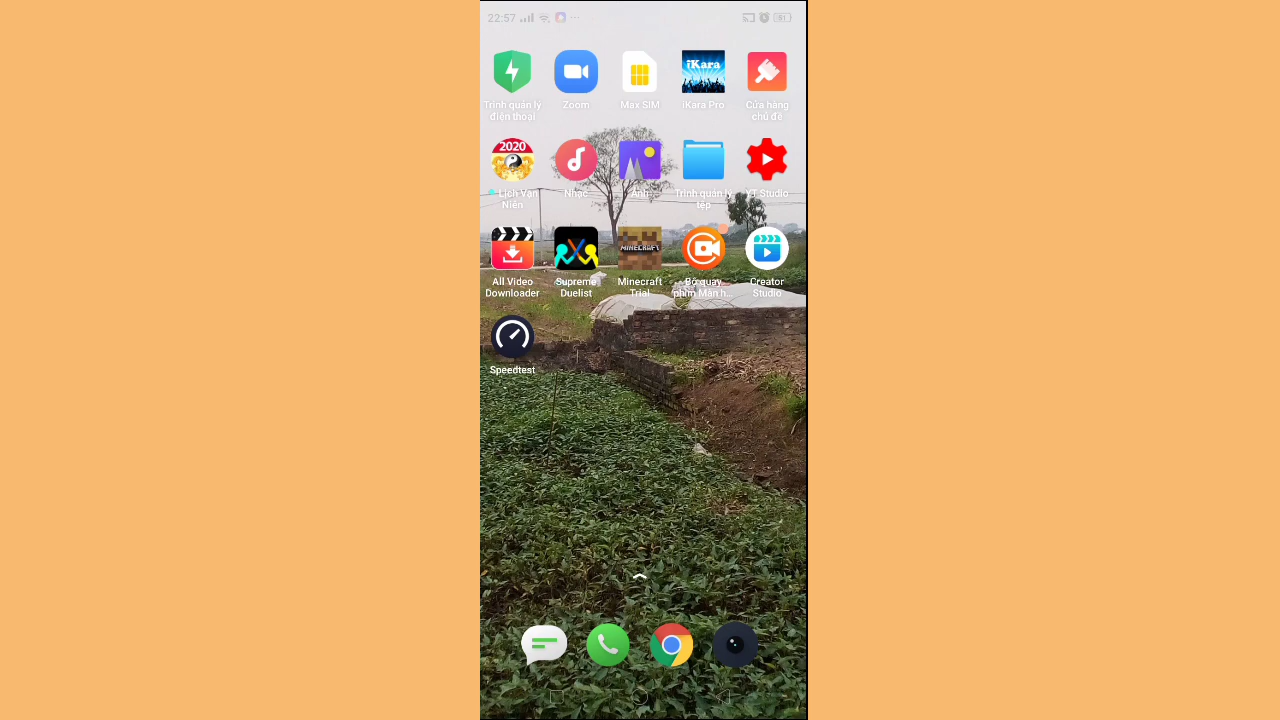 22:57
Trình quản lý
điện thoại
Zoom
Max SIM
iKara
iKara Pro
Cửa hàng
chủ đề
2020
Lịch Vạn
Niên
Nhạc
Ảnh
Trình quản lý
tệp
YT Studio
All Video
Downloader
Supreme
Duelist
MINECRAFT
Minecraft
Trial
Bộ quay
phim Màn h...
Creator
Studio
Speedtest